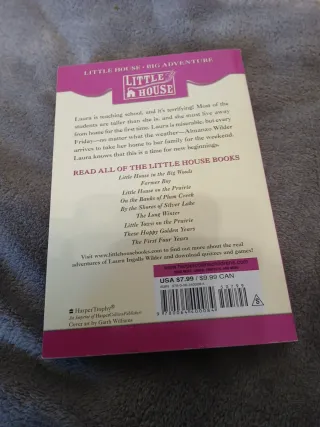 LITTLE HOUSE • BIG ADVENTURE
LITTLE
HOUSE
Laura is teaching school, and it's terrifying! Most of the
students are taller than she is, and she must live away
from home for the first time. Laura is miserable, but every
Friday—no matter what the weather—Almanzo Wilder
arrives to take her home to her family for the weekend.
Laura knows that this is a time for new beginnings.
READ ALL OF THE LITTLE HOUSE BOOKS
Little House in the Big Woods
Farmer Boy
Little House on the Prairie
On the Banks of Plum Creek
By the Shores of Silver Lake
The Long Winter
Little Town on the Prairie
These Happy Golden Years
The First Four Years
Visit www.littlehousebooks.com to find out more about the real
adventures of Laura Ingalls Wilder and download quizzes and games!
USA $7.99 / $9.99 CAN
HarperTrophy®
An Imprint of HarperCollinsPublishers
Cover art by Garth Williams